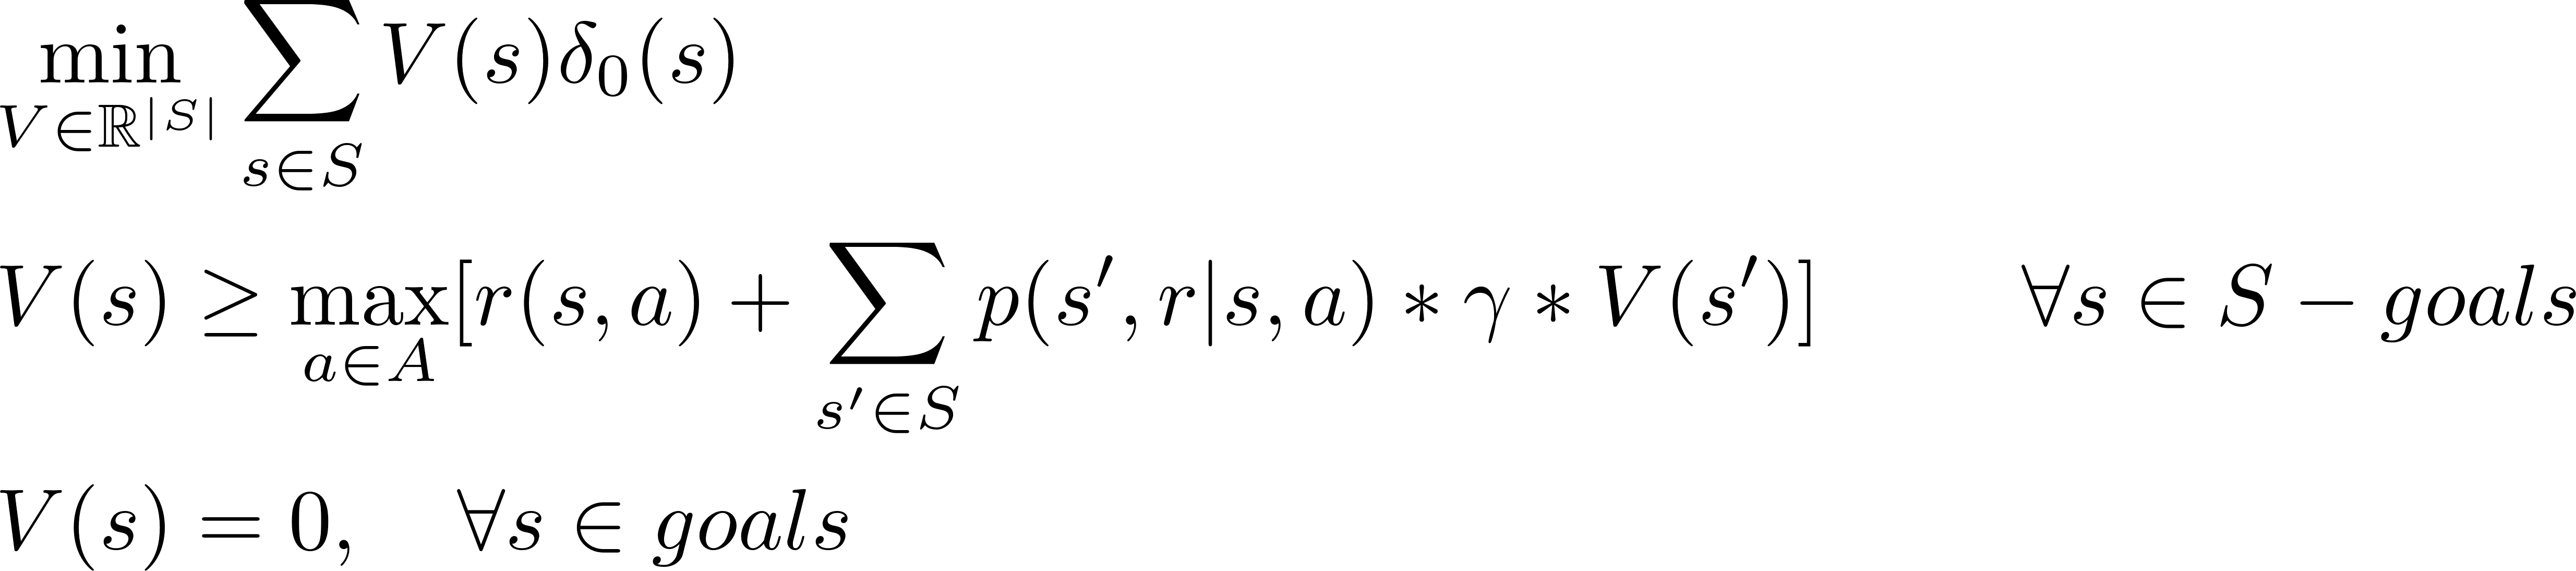 \min_{V \in \mathbb{R}^{|S|}} \sum_{s \in S} V(s)\delta_0(s)
V(s) \geq \max_{a \in A}[r(s,a) + \sum_{s' \in S} p(s',r|s,a) * \gamma * V(s')] \quad \forall s \in S - goals
V(s) = 0, \quad \forall s \in goals